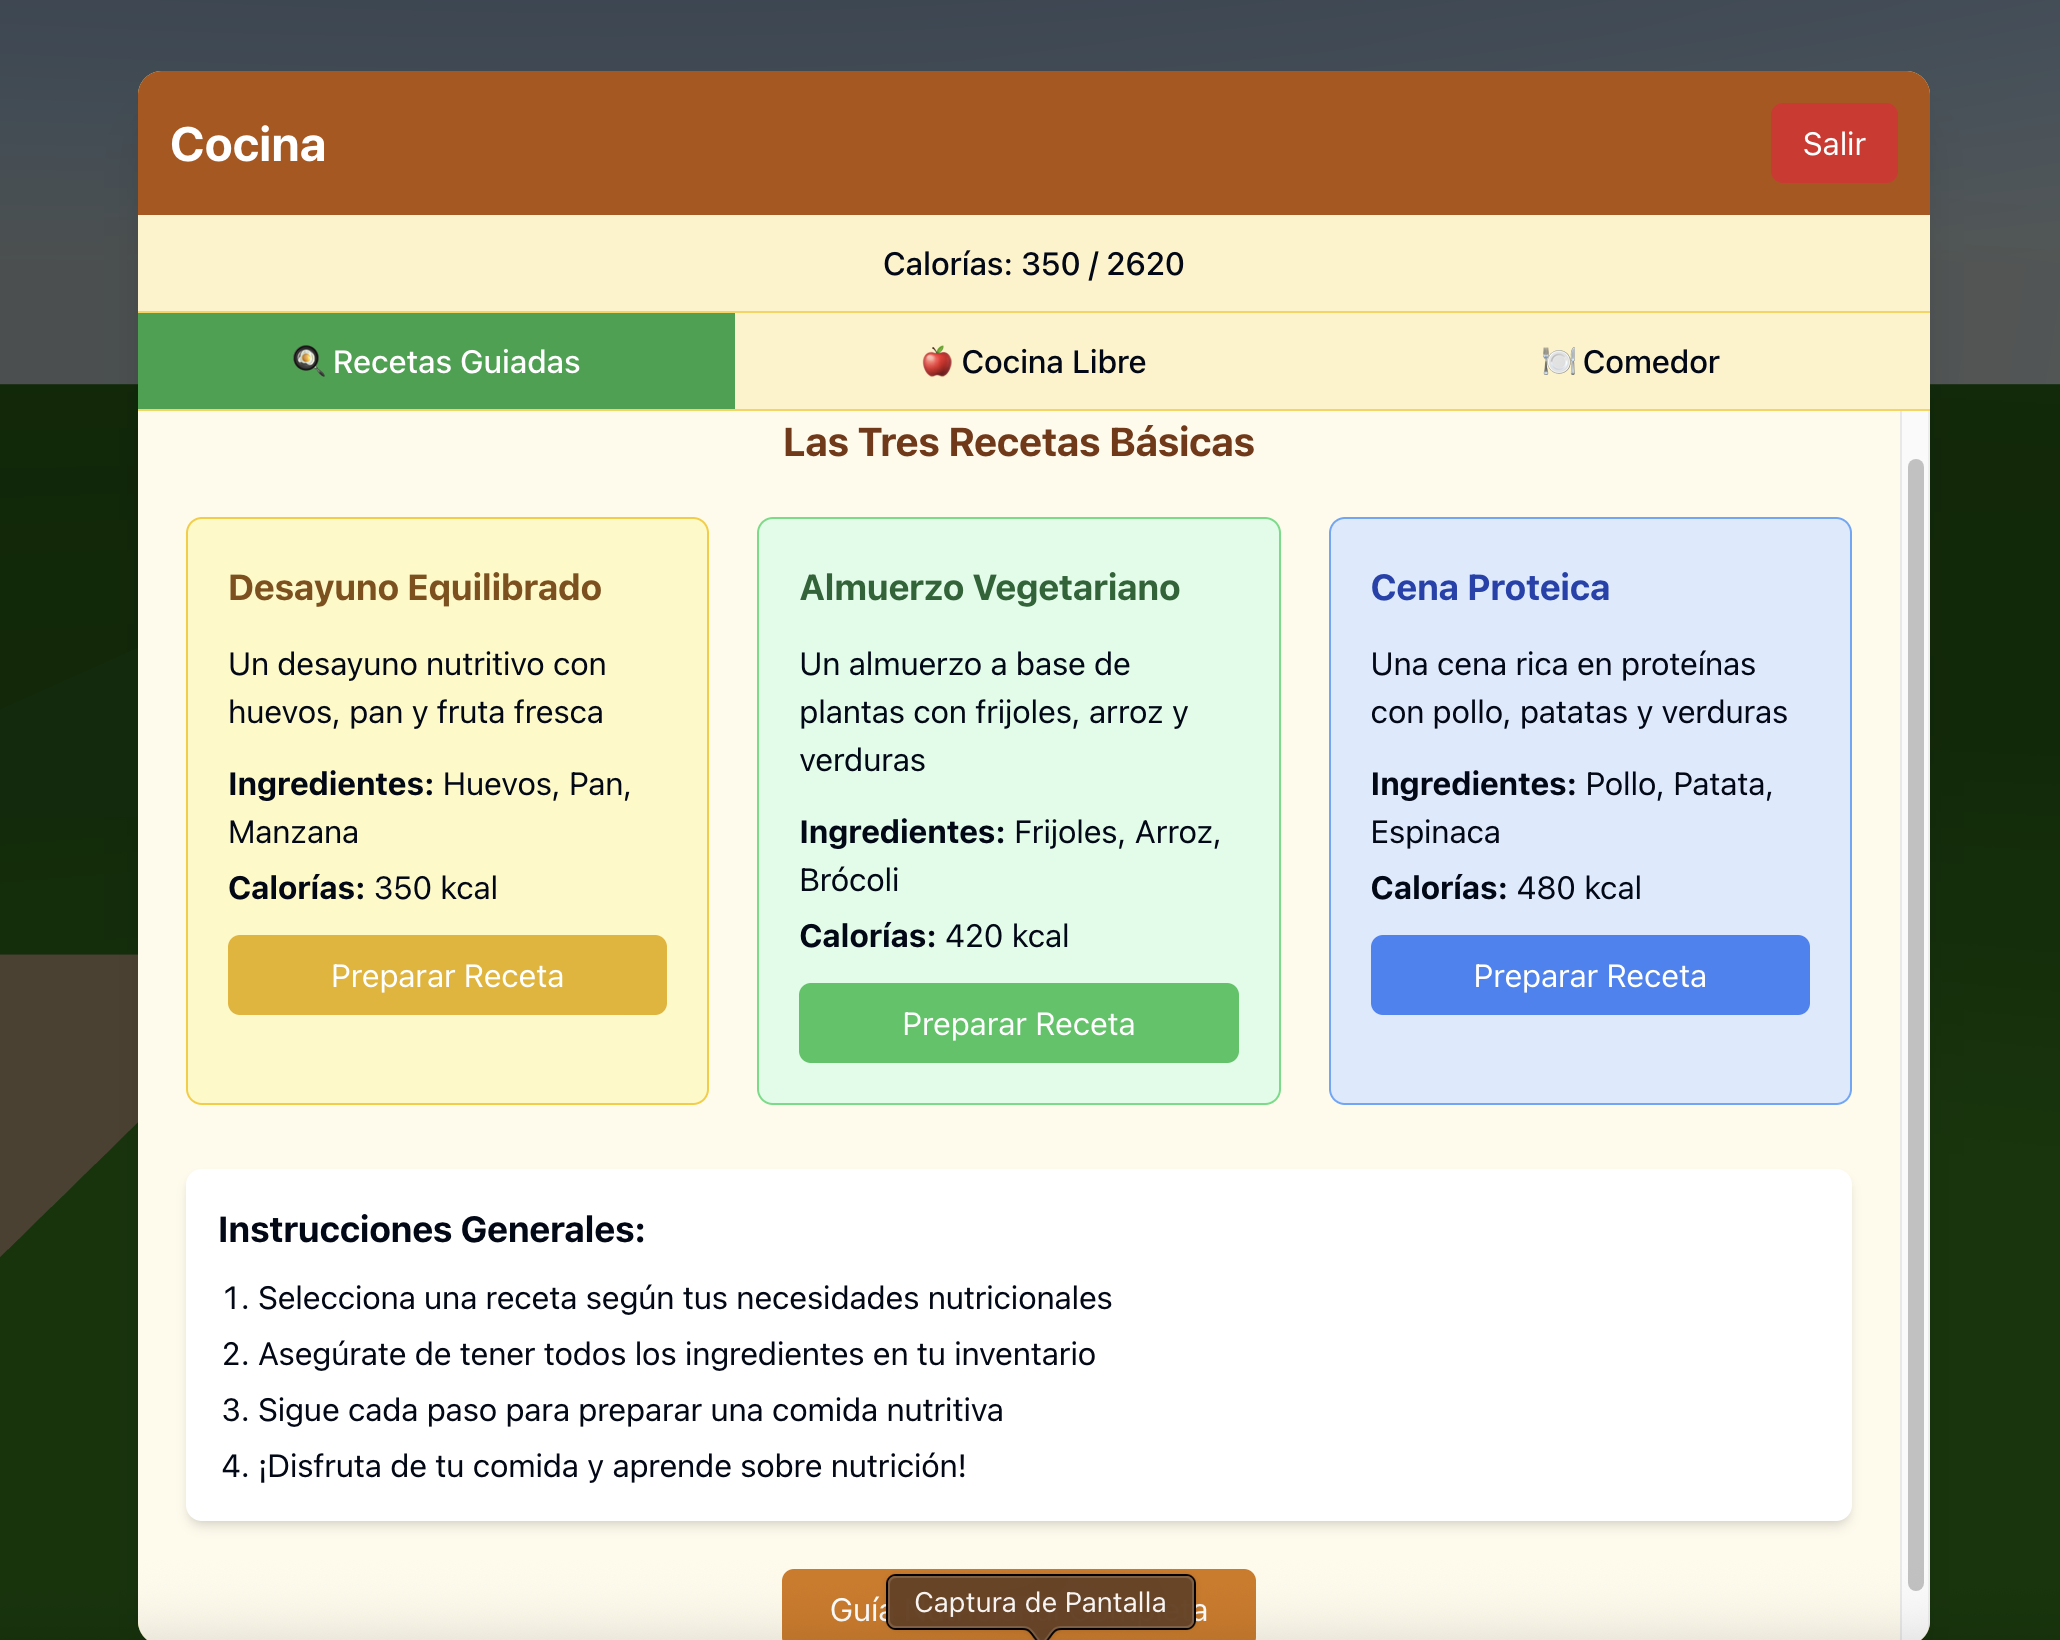 Cocina
Salir
Calorías: 350 / 2620
Recetas Guiadas
Cocina Libre
Comedor
Las Tres Recetas Básicas
Desayuno Equilibrado
Un desayuno nutritivo con
huevos, pan y fruta fresca
Ingredientes: Huevos, Pan,
Manzana
Calorías: 350 kcal
Preparar Receta
Almuerzo Vegetariano
Un almuerzo a base de
plantas con frijoles, arroz y
verduras
Ingredientes: Frijoles, Arroz,
Brócoli
Calorías: 420 kcal
Preparar Receta
Cena Proteica
Una cena rica en proteínas
con pollo, patatas y verduras
Ingredientes: Pollo, Patata,
Espinaca
Calorías: 480 kcal
Preparar Receta
Instrucciones Generales:
1. Selecciona una receta según tus necesidades nutricionales
2. Asegúrate de tener todos los ingredientes en tu inventario
3. Sigue cada paso para preparar una comida nutritiva
4. ¡Disfruta de tu comida y aprende sobre nutrición!
Captura de Pantalla